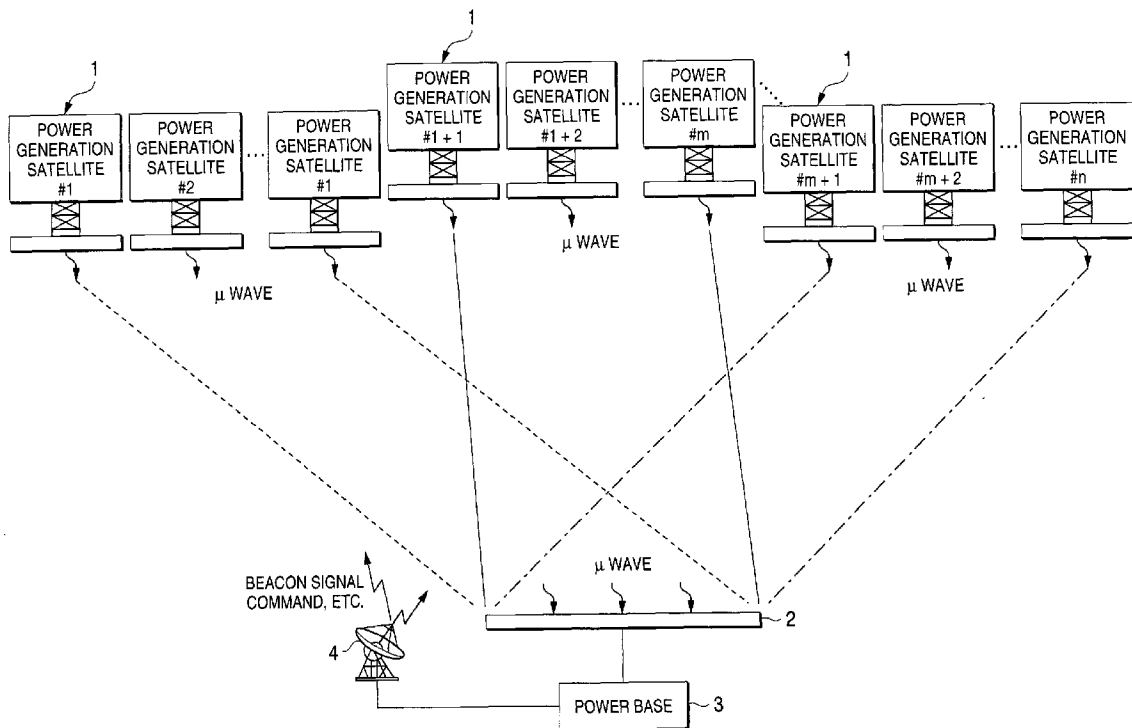 1
1
1
POWER
GENERATION
SATELLITE
#1
POWER
GENERATION
SATELLITE
#2
...
POWER
GENERATION
SATELLITE
#1
POWER
GENERATION
SATELLITE
#1 + 1
POWER
GENERATION
SATELLITE
#1 + 2
...
POWER
GENERATION
SATELLITE
#m
POWER
GENERATION
SATELLITE
#m + 1
POWER
GENERATION
SATELLITE
#m + 2
...
POWER
GENERATION
SATELLITE
#n
μ WAVE
μ WAVE
μ WAVE
μ WAVE
BEACON SIGNAL
COMMAND, ETC.
2
4
POWER BASE
3